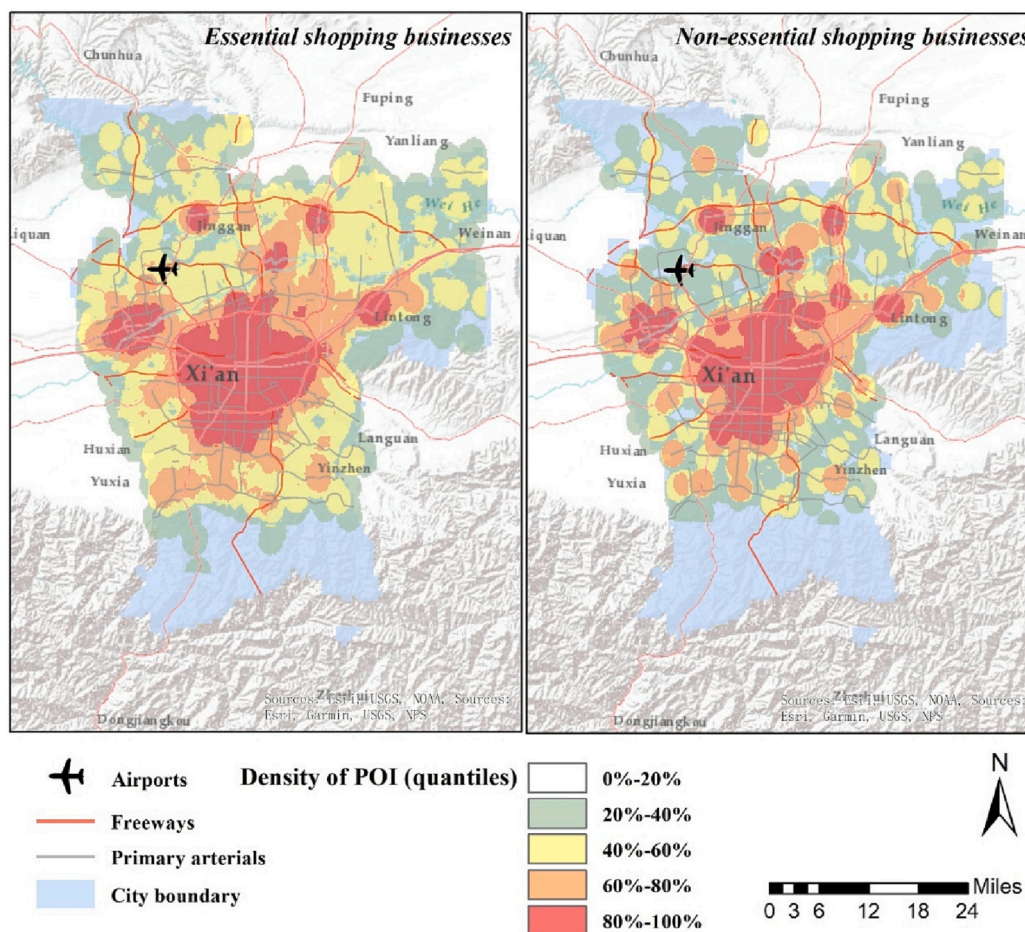 Essential shopping businesses
Chunhua
Fuping
Yanliang
Wei He
Jinggan
iquan
Weinan
Lintong
Xi'an
Languan
Huxian
Yinzhen
Yuxia
Sources: Esri, USGS, NOAA, Sources:
Esri, Garmin, USGS, NPS
Dongjiangkou
Non-essential shopping businesses
Chunhua
Fuping
Yanliang
Wei He
Jinggan
iquan
Weinan
Lintong
Xi'an
Languan
Huxian
Yinzhen
Yuxia
Sources: Esri, USGS, NOAA, Sources:
Esri, Garmin, USGS, NPS
Dongjiangkou
Airports
Freeways
Primary arterials
City boundary
Density of POI (quantiles)
0%-20%
20%-40%
40%-60%
60%-80%
80%-100%
N
Miles
0 3 6 12 18 24